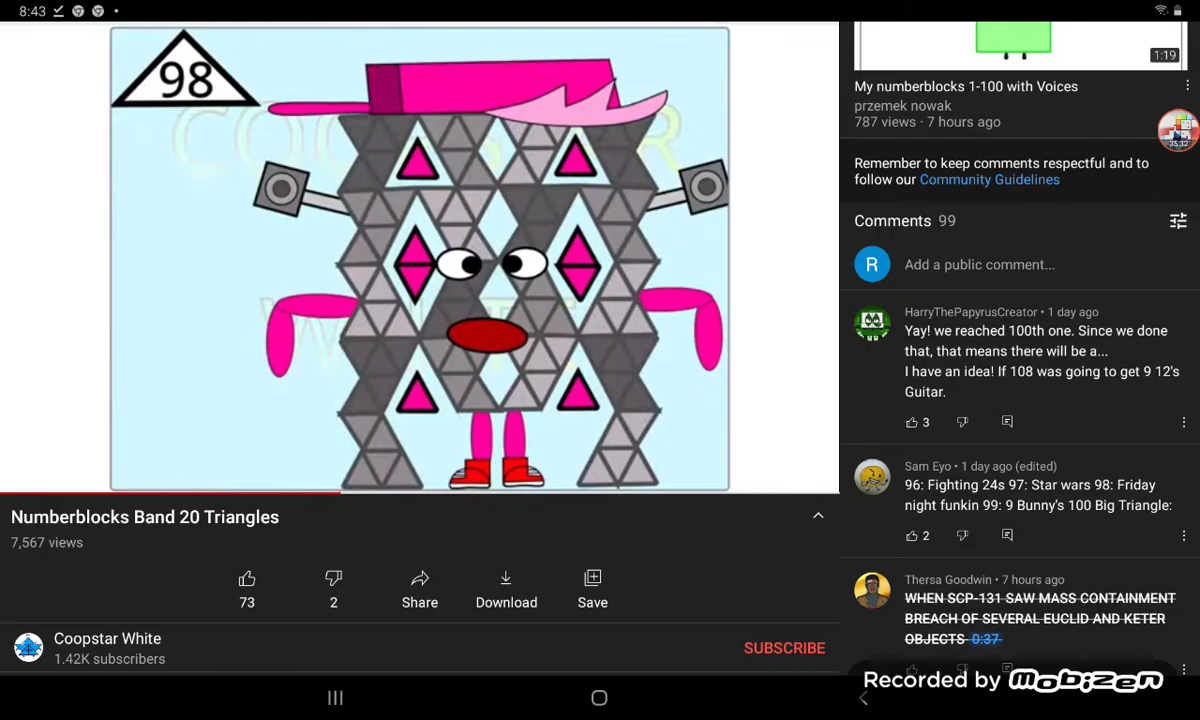 8:43
98
COOPSTAR
WHITE
1:19
My numberblocks 1-100 with Voices
przemek nowak
787 views · 7 hours ago
35:32
Remember to keep comments respectful and to
follow our Community Guidelines
Comments 99
R
Add a public comment...
HarryThePapyrusCreator · 1 day ago
Yay! we reached 100th one. Since we done
that, that means there will be a...
I have an idea! If 108 was going to get 9 12's
Guitar.
3
Sam Eyo · 1 day ago (edited)
96: Fighting 24s 97: Star wars 98: Friday
night funkin 99: 9 Bunny's 100 Big Triangle:
2
Thersa Goodwin · 7 hours ago
WHEN SCP-131 SAW MASS CONTAINMENT
BREACH OF SEVERAL EUCLID AND KETER
OBJECTS 0:37
Numberblocks Band 20 Triangles
7,567 views
73
2
Share
Download
Save
Coopstar White
1.42K subscribers
SUBSCRIBE
Recorded by mobizen